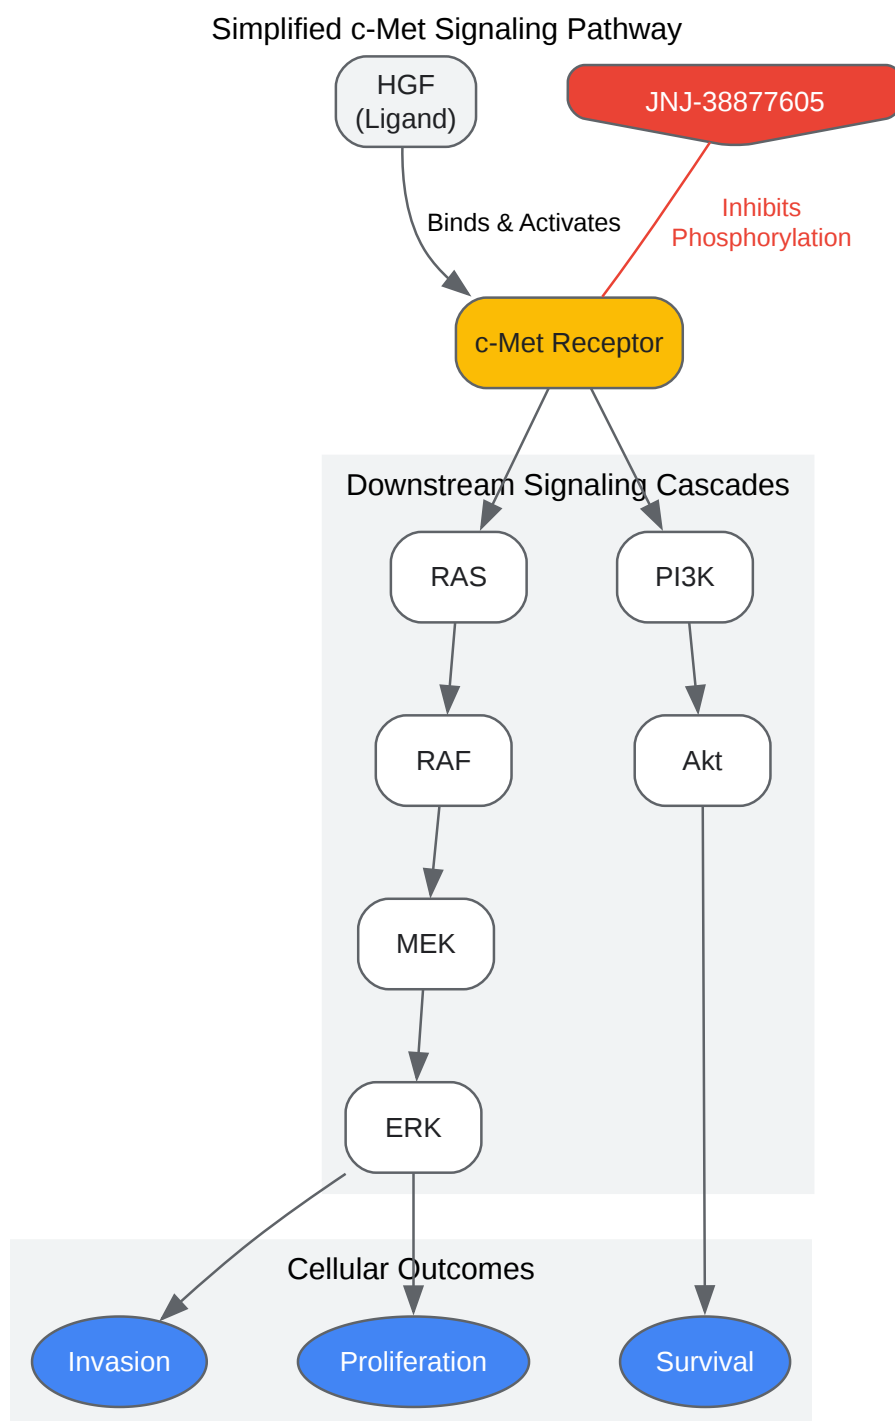 Simplified c-Met Signaling Pathway
HGF
(Ligand)
JNJ-38877605
Binds & Activates
Inhibits
Phosphorylation
c-Met Receptor
Downstream Signaling Cascades
RAS
PI3K
RAF
Akt
MEK
ERK
Cellular Outcomes
Invasion
Proliferation
Survival